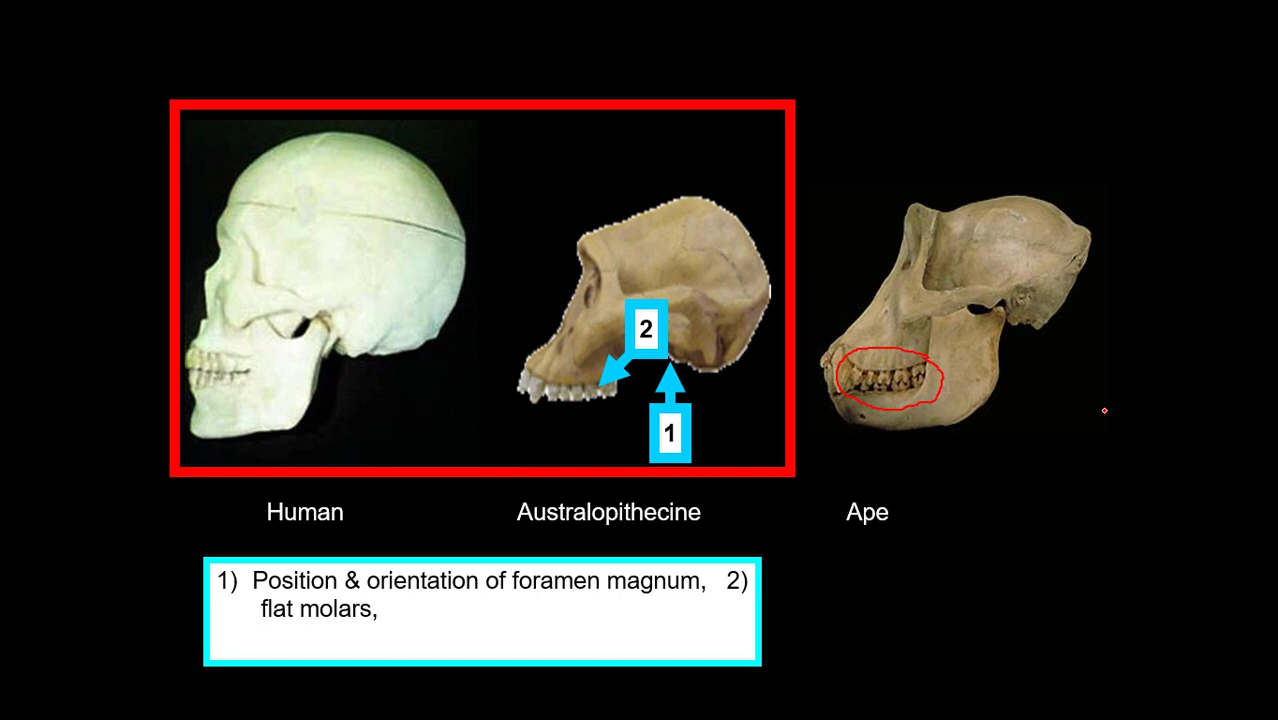 2
1
Human Australopithecine Ape
1) Position & orientation of foramen magnum, 2)
flat molars,